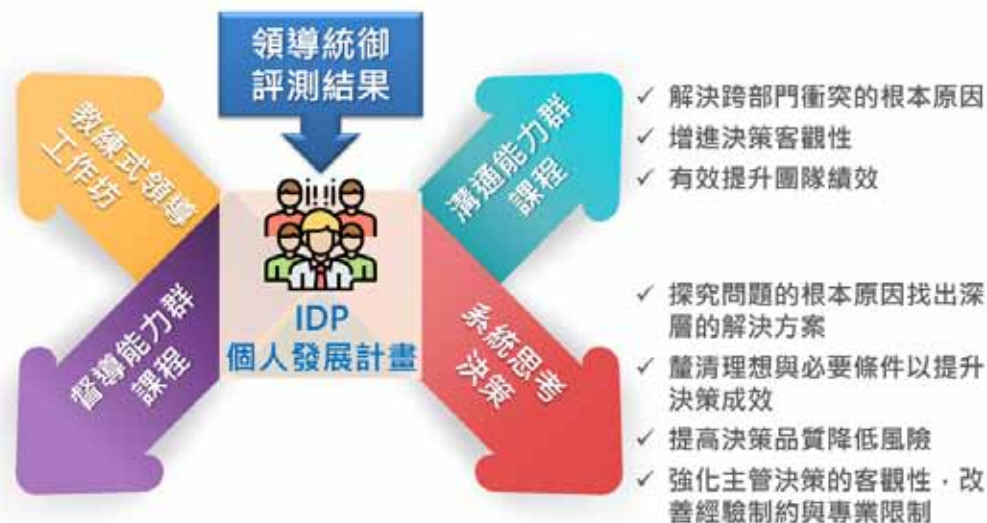 領導統御
評測結果
教練式領導
工作坊
溝通能力群
課程
✓ 解決跨部門衝突的根本原因
✓ 增進決策客觀性
✓ 有效提升團隊績效
IDP
個人發展計畫
督導能力群
課程
系統思考
決策
✓ 探究問題的根本原因找出深
層的解決方案
✓ 釐清理想與必要條件以提升
決策成效
✓ 提高決策品質降低風險
✓ 強化主管決策的客觀性，改
善經驗制約與專業限制